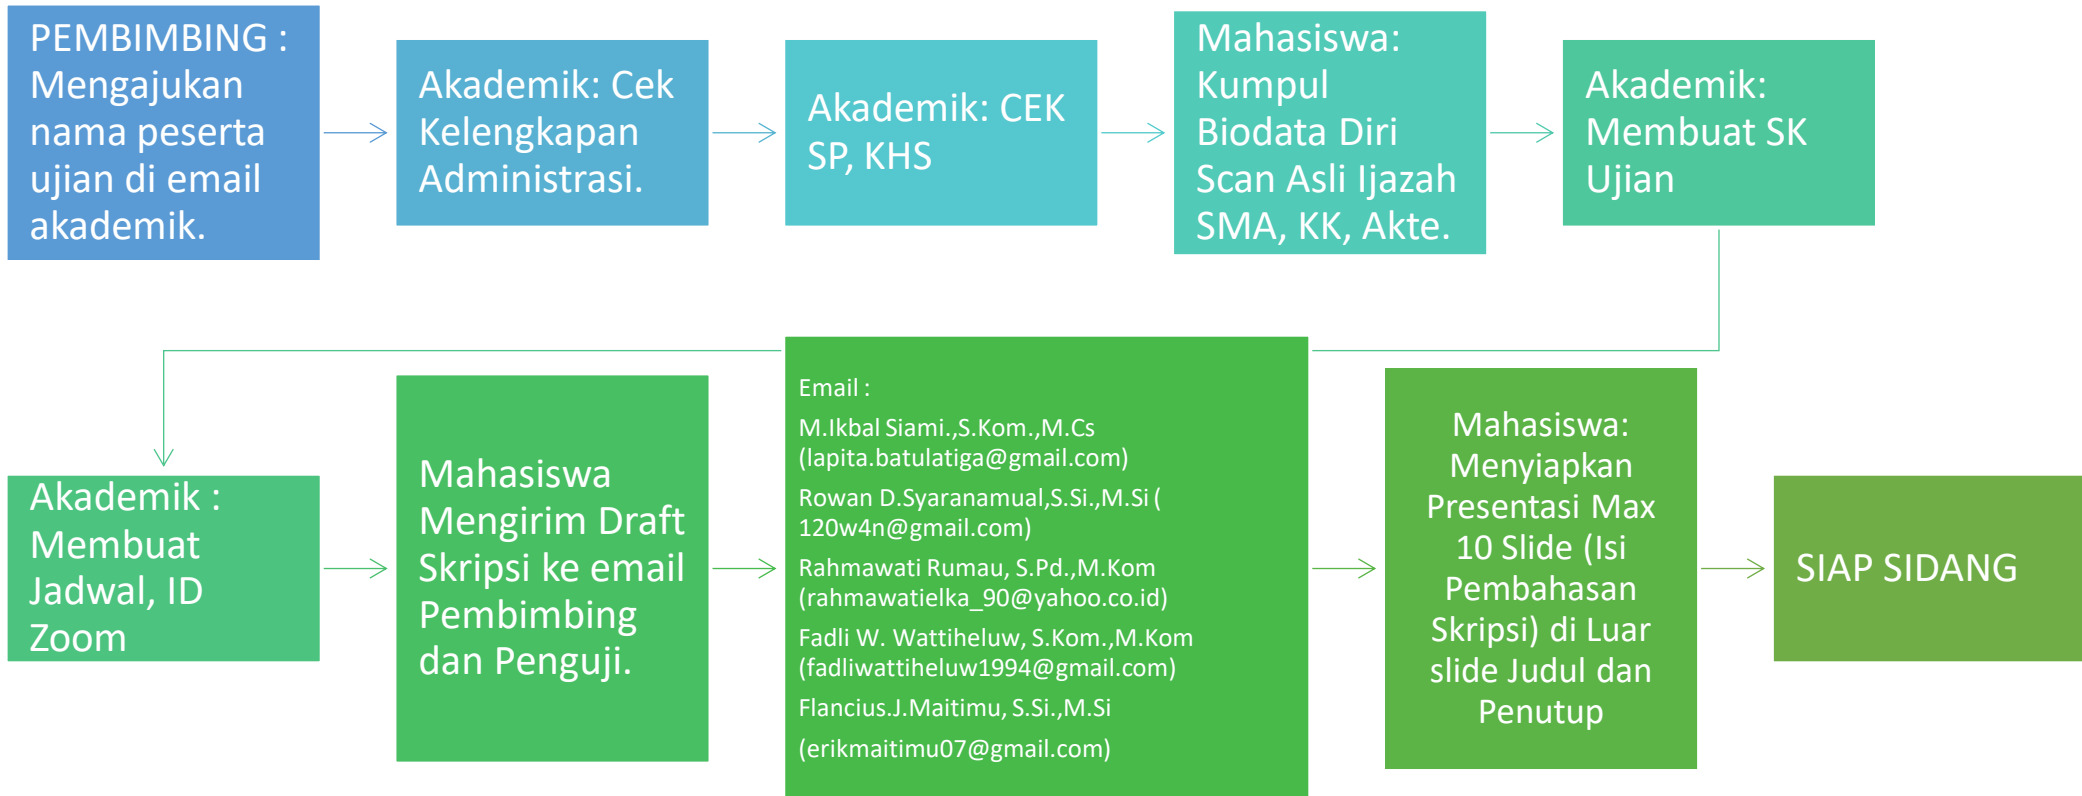 PEMBIMBING :
Mengajukan
nama peserta
ujian di email
akademik.
Akademik: Cek
Kelengkapan
Administrasi.
Akademik: CEK
SP, KHS
Mahasiswa:
Kumpul
Biodata Diri
Scan Asli Ijazah
SMA, KK, Akte.
Akademik:
Membuat SK
Ujian
Akademik :
Membuat
Jadwal, ID
Zoom
Mahasiswa
Mengirim Draft
Skripsi ke email
Pembimbing
dan Penguji.
Email :
M.Ikbal Siami.,S.Kom.,M.Cs
(lapita.batulatiga@gmail.com)
Rowan D.Syaranamual,S.Si.,M.Si (
120w4n@gmail.com)
Rahmawati Rumau, S.Pd.,M.Kom
(rahmawatielka_90@yahoo.co.id)
Fadli W. Wattiheluw, S.Kom.,M.Kom
(fadliwattiheluw1994@gmail.com)
Flancius.J.Maitimu, S.Si.,M.Si
(erikmaitimu07@gmail.com)
Mahasiswa:
Menyiapkan
Presentasi Max
10 Slide (Isi
Pembahasan
Skripsi) di Luar
slide Judul dan
Penutup
SIAP SIDANG